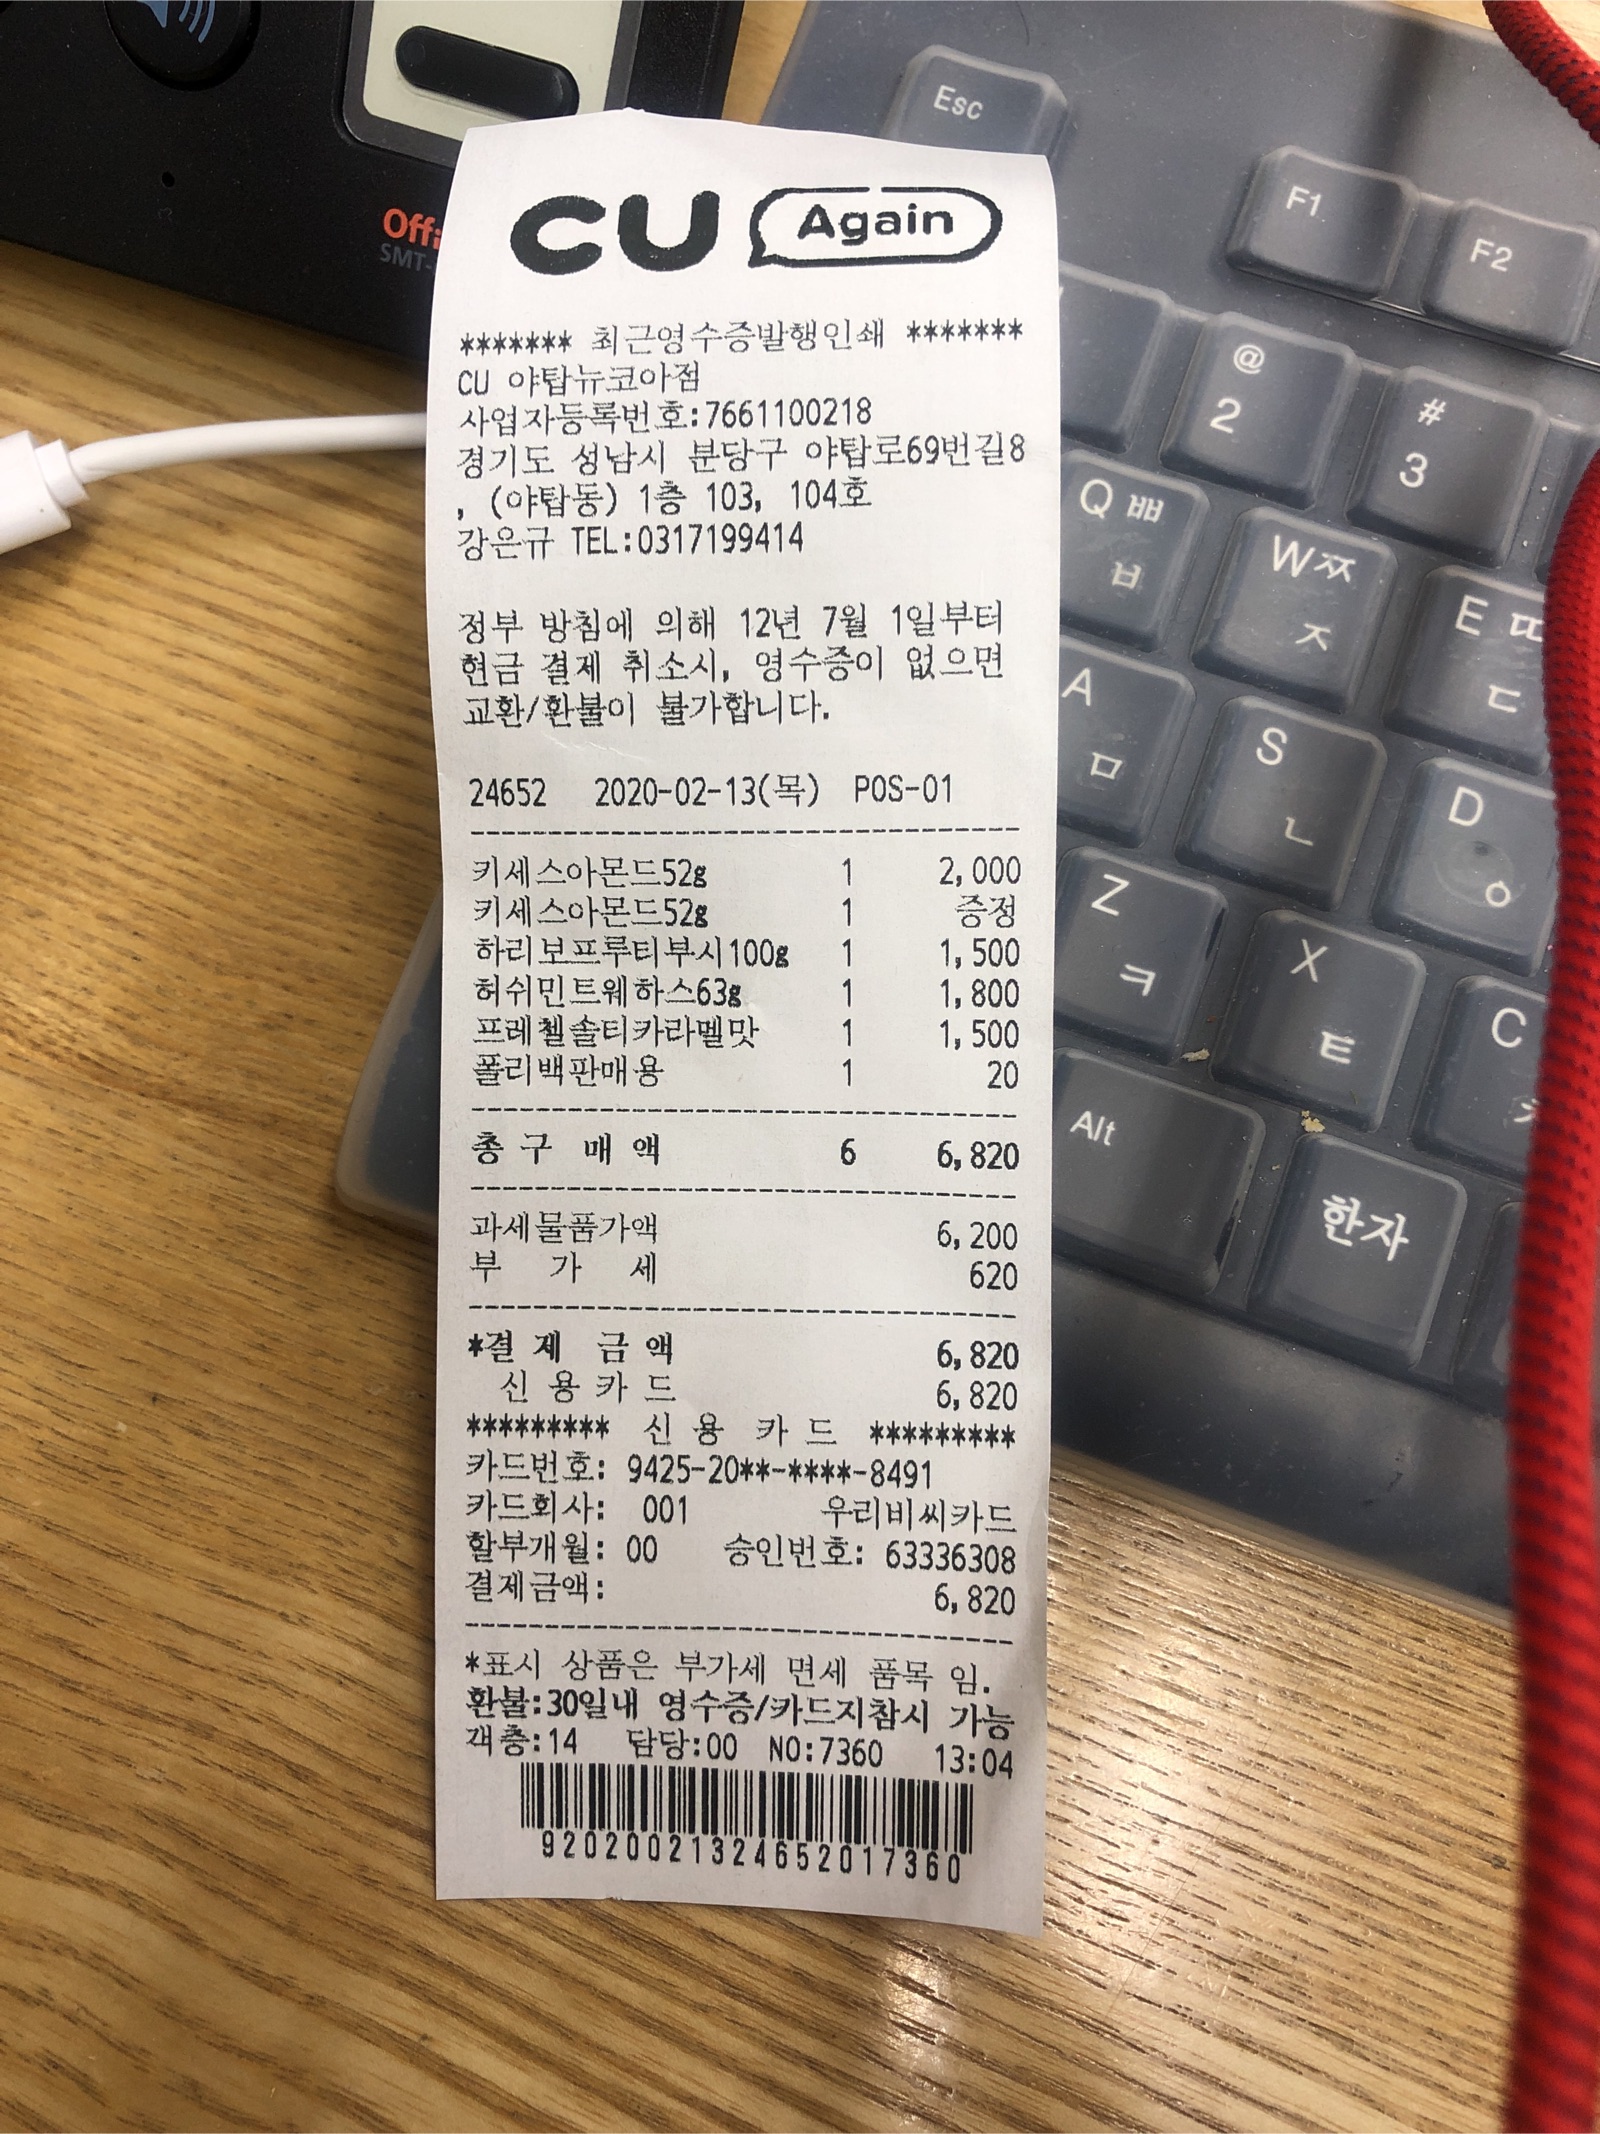 CU Again
******* 최근영수증발행인쇄 *******
CU 야탑뉴코아점
사업자등록번호:7661100218
경기도 성남시 분당구 야탑로69번길8
, (야탑동) 1층 103, 104호
강은규 TEL:0317199414
정부 방침에 의해 12년 7월 1일부터
현금 결제 취소시, 영수증이 없으면
교환/환불이 불가합니다.
24652 2020-02-13(목) POS-01
키세스아몬드52g 1 2,000
키세스아몬드52g 1 증정
하리보프루티부시100g 1 1,500
허쉬민트웨하스63g 1 1,800
프레첼솔티카라멜맛 1 1,500
폴리백판매용 1 20
총 구 매 액 6 6,820
과세물품가액 6,200
부 가 세 620
*결 제 금 액 6,820
신 용 카 드 6,820
********* 신 용 카 드 *********
카드번호: 9425-20**-****-8491
카드회사: 001 우리비씨카드
할부개월: 00 승인번호: 63336308
결제금액: 6,820
*표시 상품은 부가세 면세 품목 임.
환불:30일내 영수증/카드지참시 가능
객층:14 담당:00 NO:7360 13:04
92020021324652017360
Esc
F1
F2
@
2
#
3
Q ㅃ
ㅂ
W ㅉ
ㅈ
E ㄸ
ㄷ
A
ㅁ
S
ㄴ
D
ㅇ
Z
ㅋ
X
ㅌ
C
Alt
한자